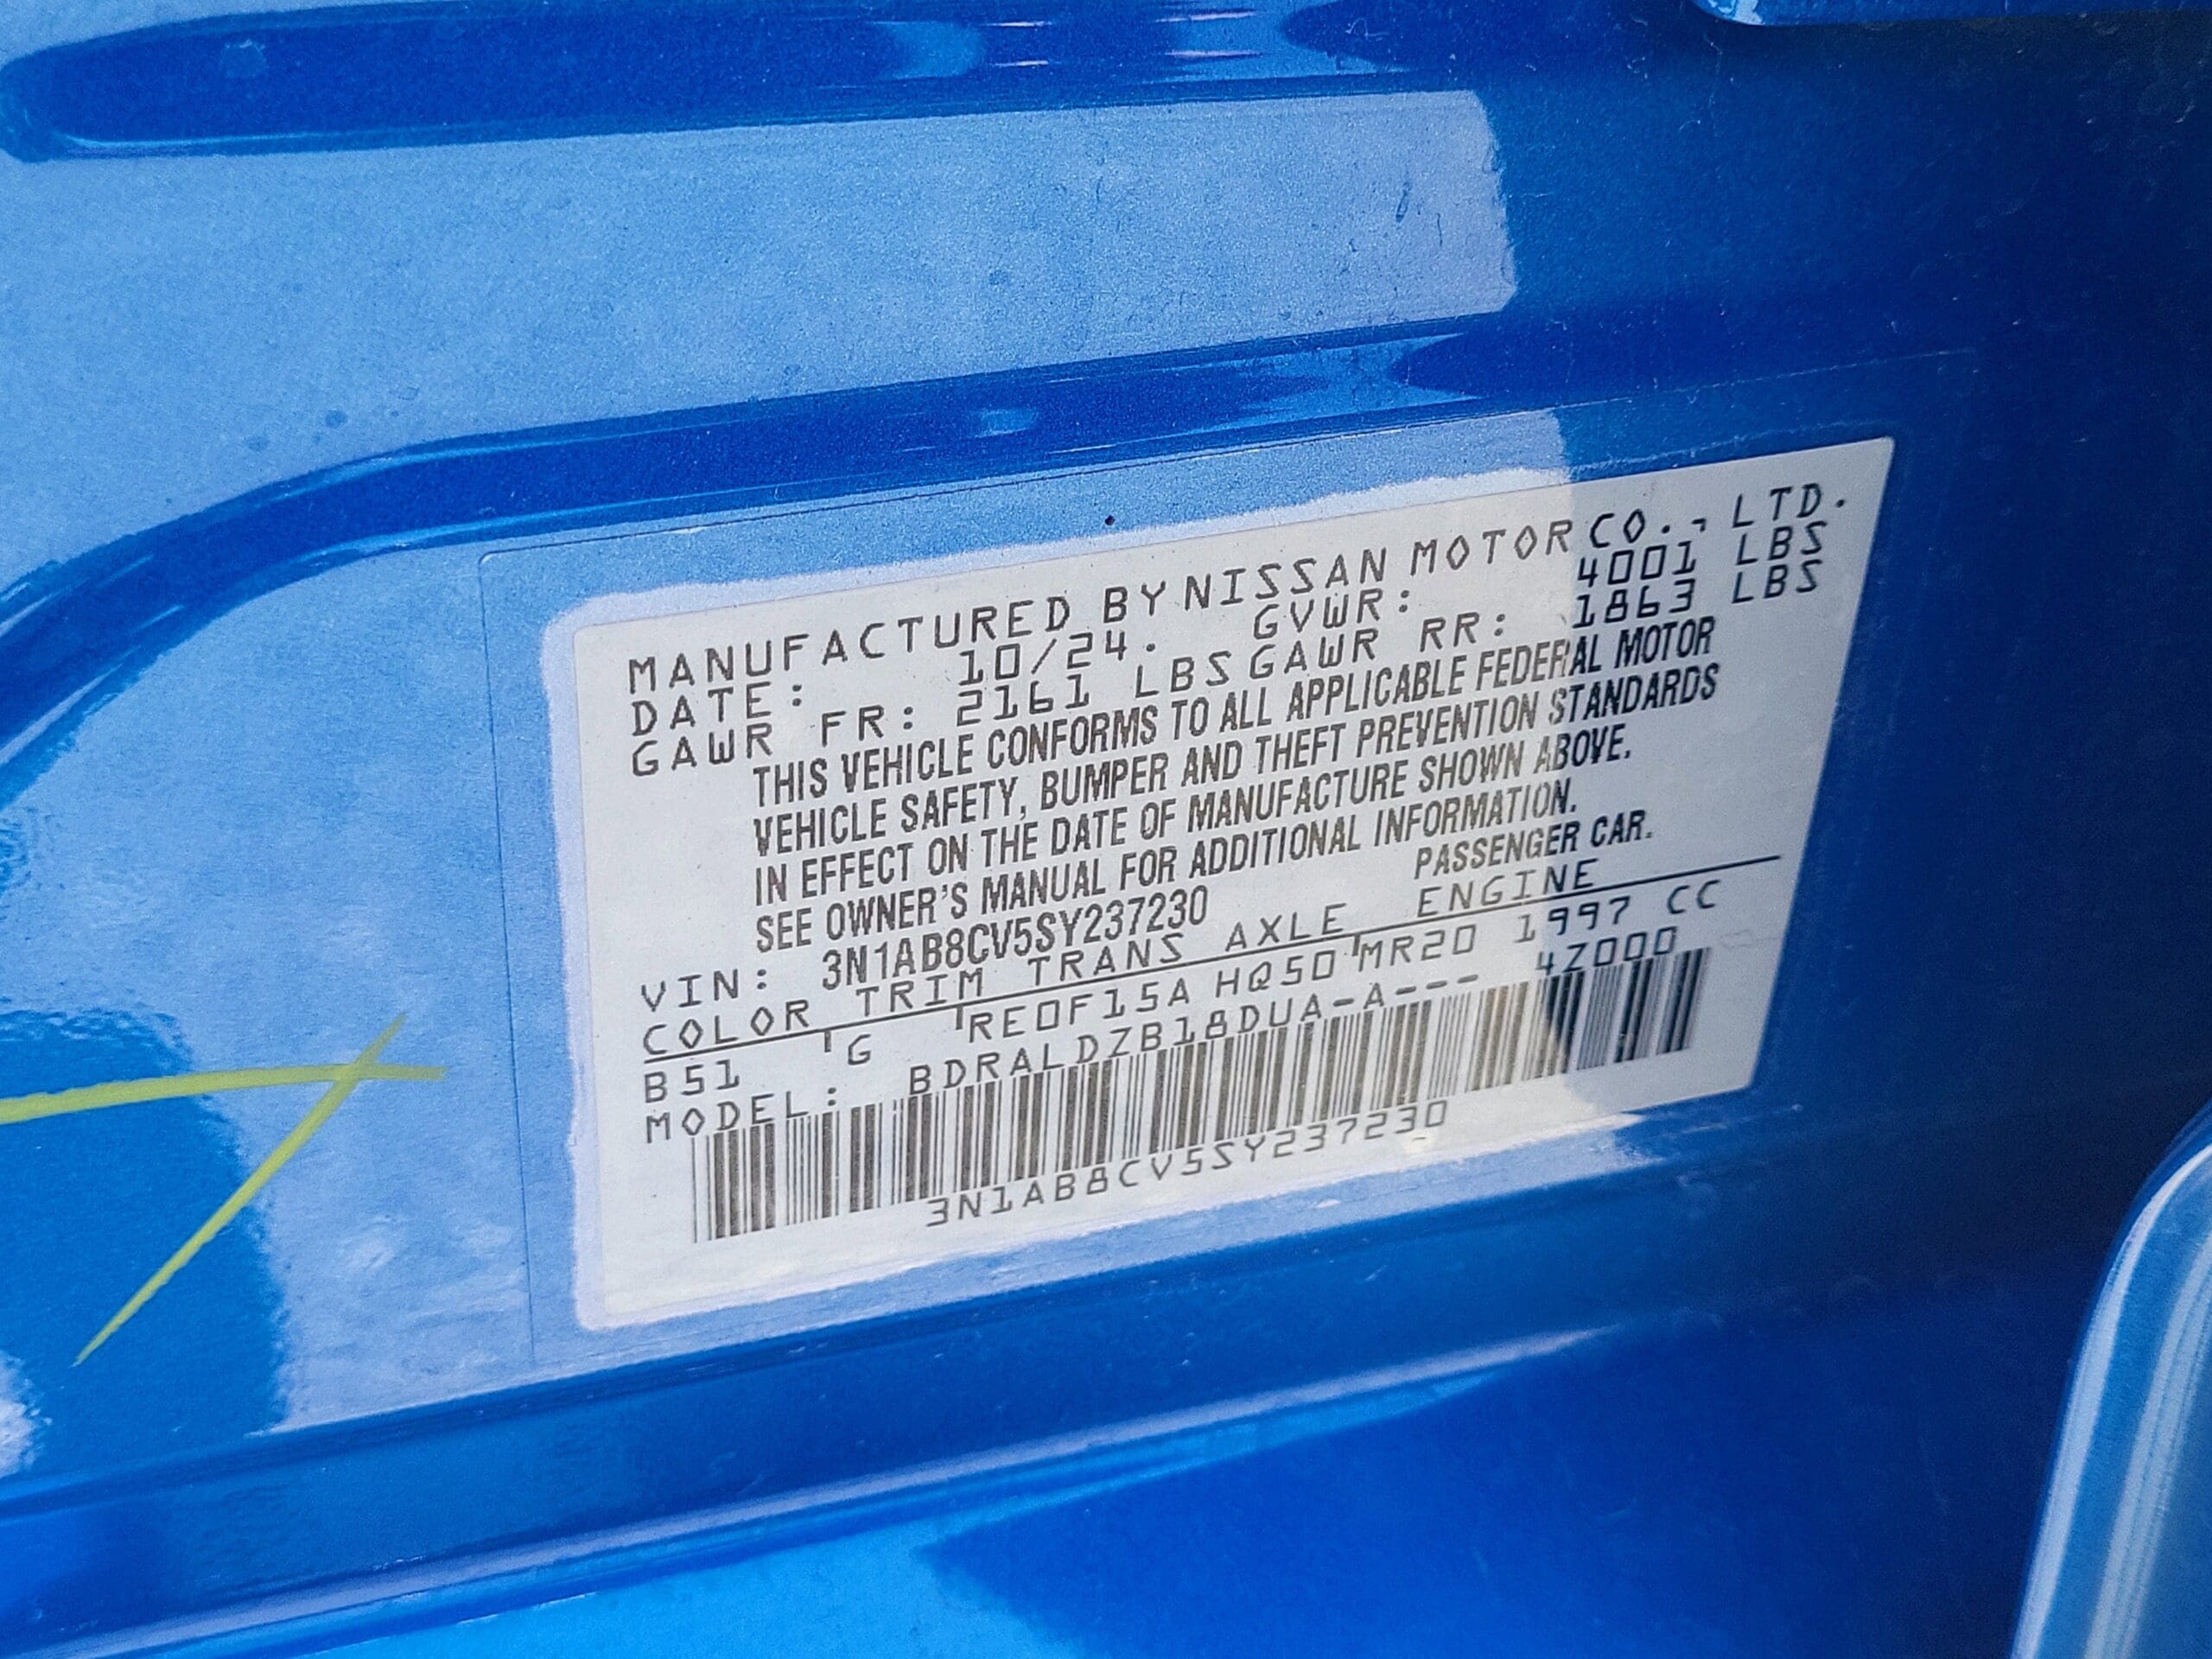 MANUFACTURED BY NISSAN MOTOR CO., LTD.
DATE: 10/24. GVWR: 4001 LBS
GAWR FR: 2161 LBS GAWR RR: 1863 LBS
THIS VEHICLE CONFORMS TO ALL APPLICABLE FEDERAL MOTOR
VEHICLE SAFETY, BUMPER AND THEFT PREVENTION STANDARDS
IN EFFECT ON THE DATE OF MANUFACTURE SHOWN ABOVE.
SEE OWNER'S MANUAL FOR ADDITIONAL INFORMATION.
VIN: 3N1AB8CV5SY237230 PASSENGER CAR.
COLOR TRIM TRANS AXLE ENGINE
B51 G RE0F15A HQ50 MR20 1997 CC
MODEL: BDRALDZB18DUA-A--- 4Z000
3N1AB8CV5SY237230